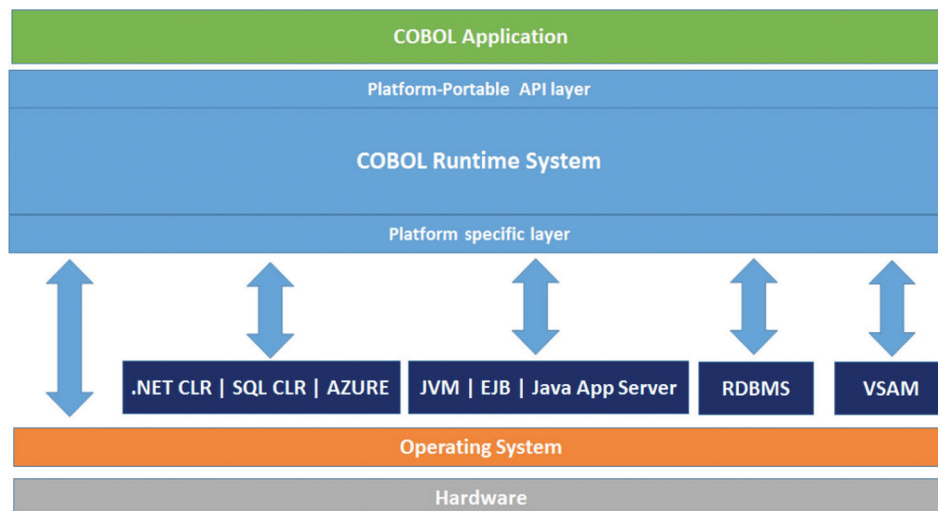 COBOL Application
Platform-Portable API layer
COBOL Runtime System
Platform specific layer
.NET CLR | SQL CLR | AZURE
JVM | EJB | Java App Server
RDBMS
VSAM
Operating System
Hardware